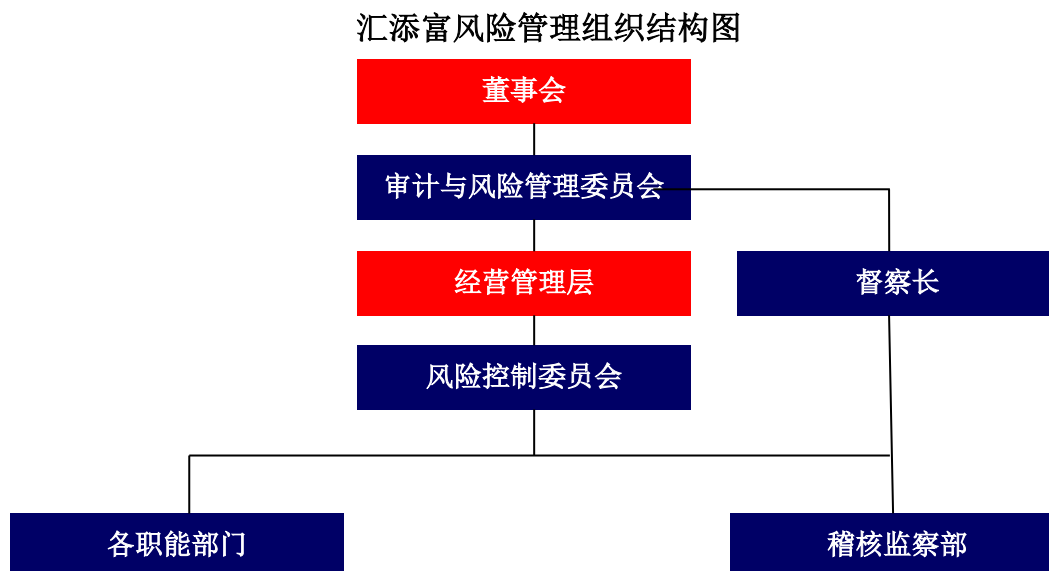 汇添富风险管理组织结构图
董事会
审计与风险管理委员会
经营管理层
督察长
风险控制委员会
各职能部门
稽核监察部